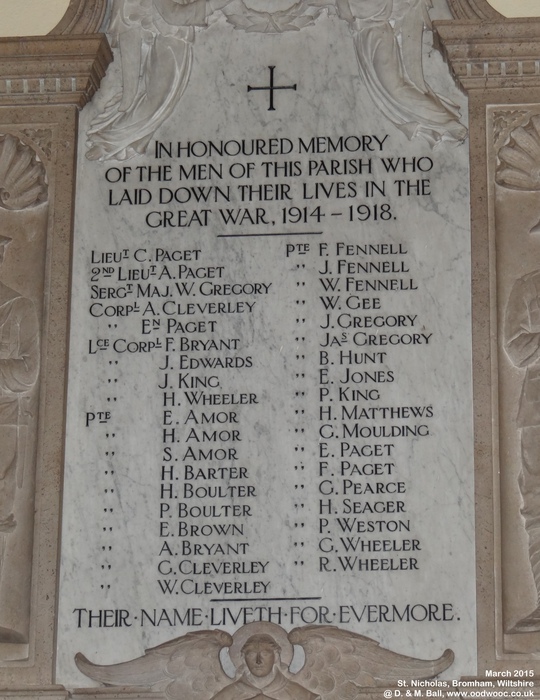 IN HONOURED MEMORY
OF THE MEN OF THIS PARISH WHO
LAID DOWN THEIR LIVES IN THE
GREAT WAR, 1914 – 1918.
LIEUT C. PAGET
2ND LIEUT A. PAGET
SERGT MAJ. W. GREGORY
CORPL A. CLEVERLEY
" EN PAGET
LCE CORPL F. BRYANT
" J. EDWARDS
" J. KING
" H. WHEELER
PTE E. AMOR
" H. AMOR
" S. AMOR
" H. BARTER
" H. BOULTER
" P. BOULTER
" E. BROWN
" A. BRYANT
" G. CLEVERLEY
" W. CLEVERLEY
PTE F. FENNELL
" J. FENNELL
" W. FENNELL
" W. GEE
" J. GREGORY
" JAS GREGORY
" B. HUNT
" E. JONES
" P. KING
" H. MATTHEWS
" G. MOULDING
" E. PAGET
" F. PAGET
" G. PEARCE
" H. SEAGER
" P. WESTON
" G. WHEELER
" R. WHEELER
THEIR·NAME·LIVETH·FOR·EVERMORE.
March 2015
St. Nicholas, Bromham, Wiltshire
@ D. & M. Ball, www.oodwooc.co.uk